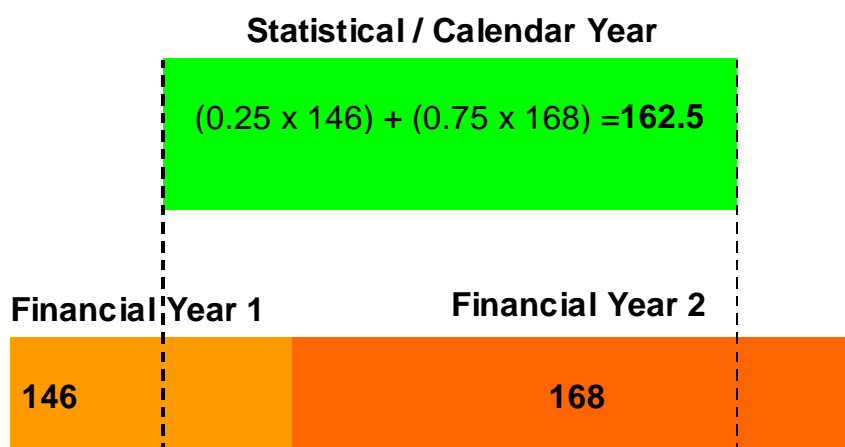 Statistical / Calendar Year
(0.25 x 146) + (0.75 x 168) =162.5
Financial Year 1
Financial Year 2
146
168